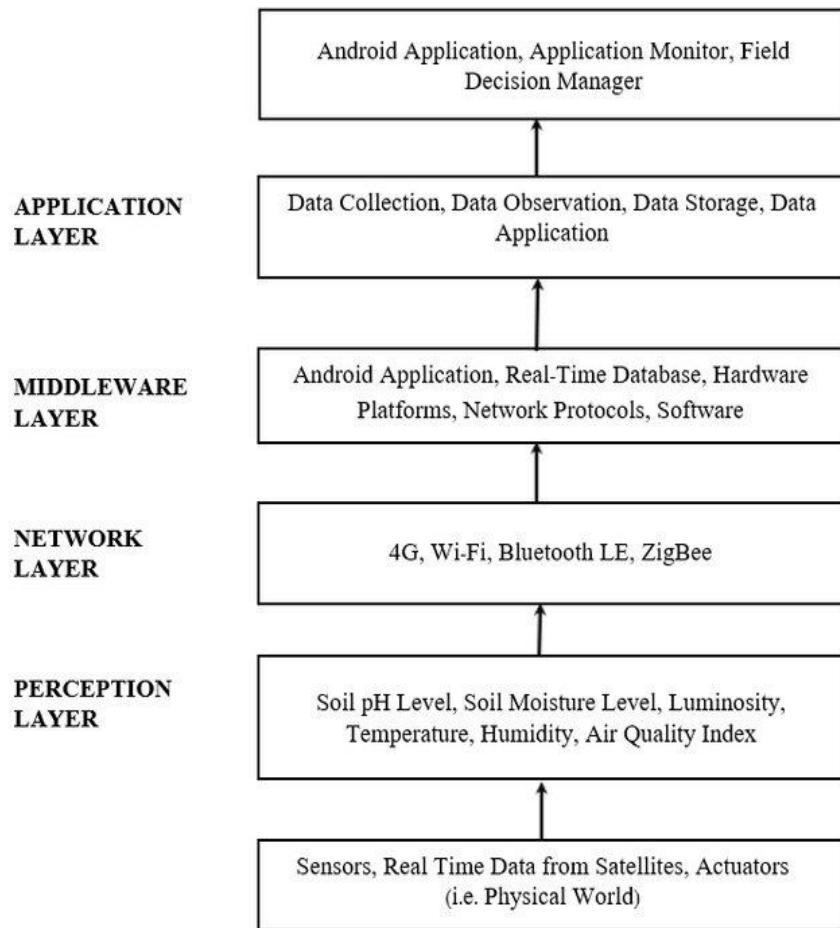 Android Application, Application Monitor, Field
Decision Manager
APPLICATION
LAYER
Data Collection, Data Observation, Data Storage, Data
Application
MIDDLEWARE
LAYER
Android Application, Real-Time Database, Hardware
Platforms, Network Protocols, Software
NETWORK
LAYER
4G, Wi-Fi, Bluetooth LE, ZigBee
PERCEPTION
LAYER
Soil pH Level, Soil Moisture Level, Luminosity,
Temperature, Humidity, Air Quality Index
Sensors, Real Time Data from Satellites, Actuators
(i.e. Physical World)